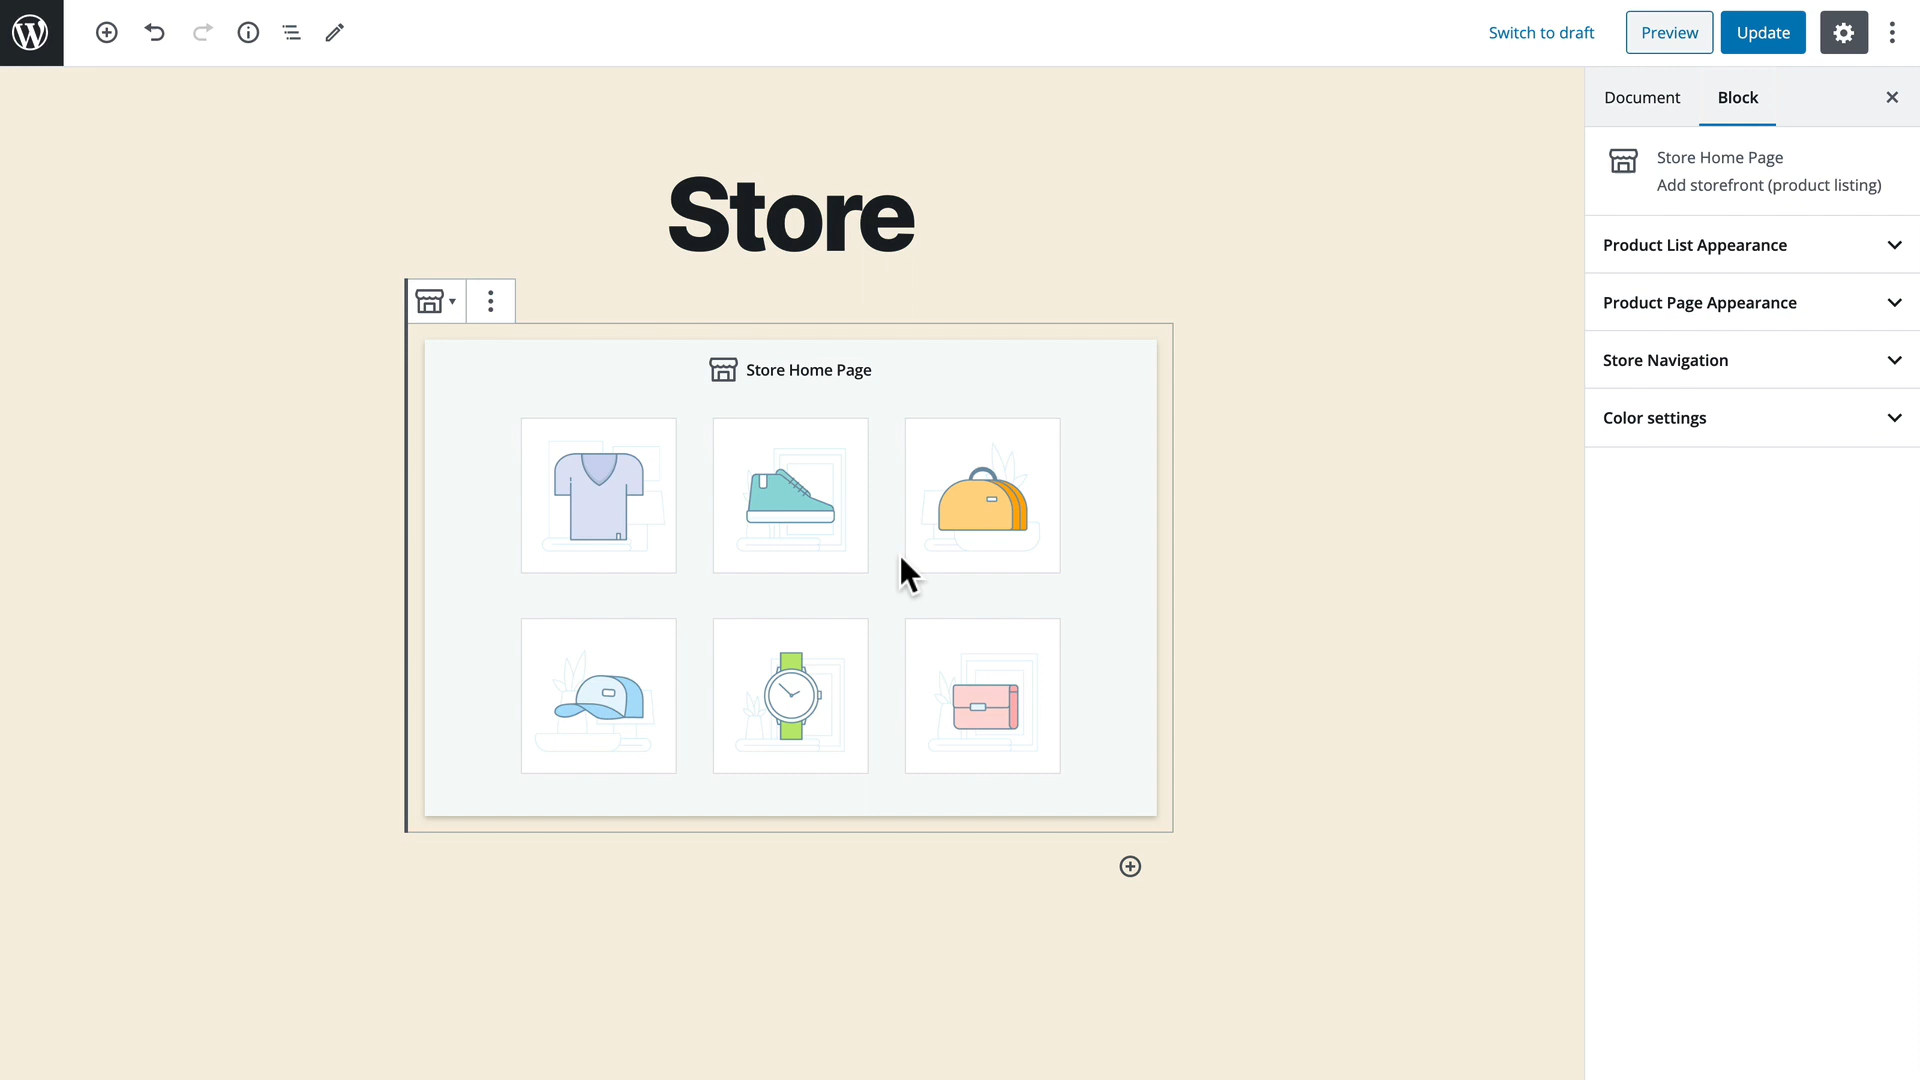 Switch to draft
Preview
Update
Document
Block
Store Home Page
Add storefront (product listing)
Product List Appearance
Product Page Appearance
Store Navigation
Color settings
Store
Store Home Page